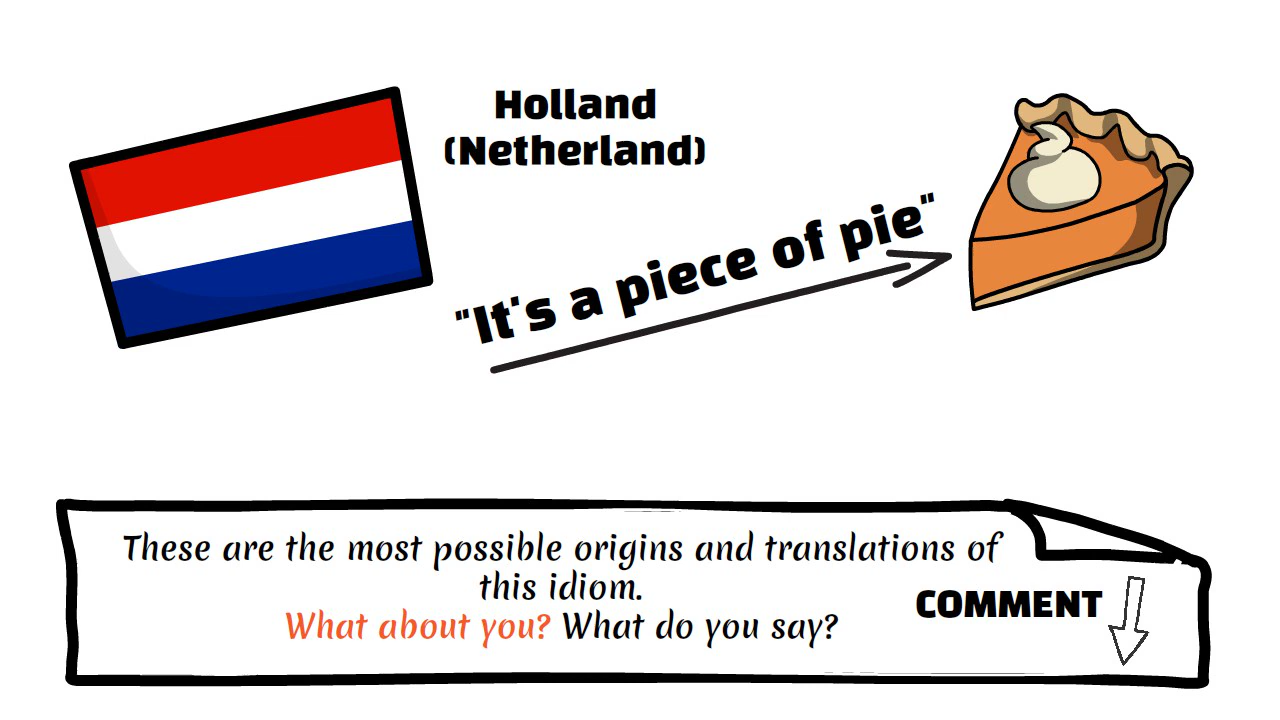 Holland
(Netherland)
"It's a piece of pie"
These are the most possible origins and translations of
this idiom.
What about you? What do you say?
COMMENT